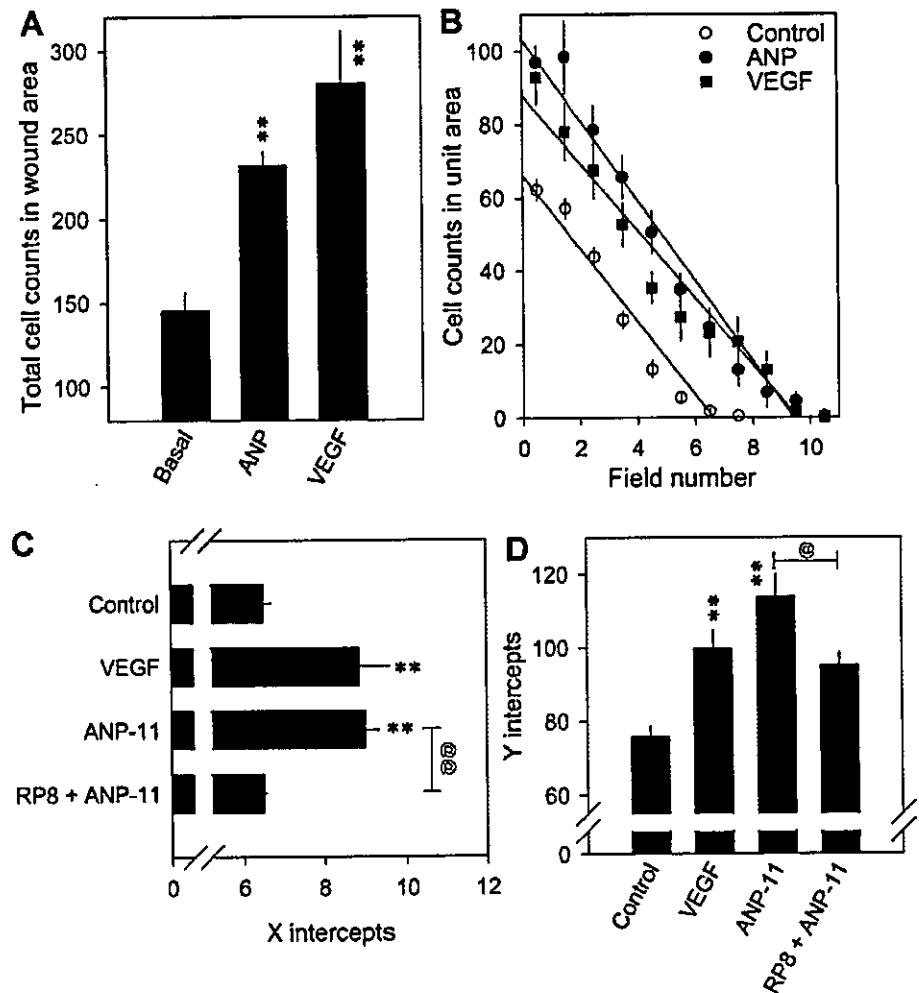 A
Total cell counts in wound area
300
250
200
150
100
**
**
Basal
ANP
VEGF
B
Control
ANP
VEGF
Cell counts in unit area
100
80
60
40
20
0
0 2 4 6 8 10
Field number
C
Control
VEGF
ANP-11
RP8 + ANP-11
**
**
@@
0 6 8 10 12
X intercepts
D
Y intercepts
120
100
80
60
0
**
**
@
Control
VEGF
ANP-11
RP8 + ANP-11